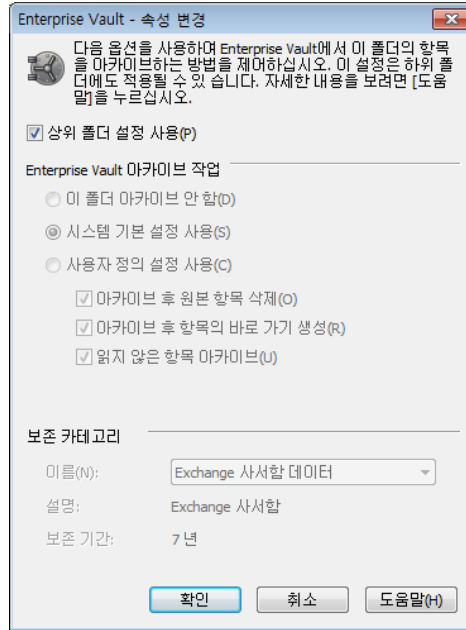 Enterprise Vault - 속성 변경
다음 옵션을 사용하여 Enterprise Vault에서 이 폴더의 항목
을 아카이브하는 방법을 제어하십시오. 이 설정은 하위 폴
더에도 적용될 수 있 습니다. 자세한 내용을 보려면 [도움
말]을 누르십시오.
상위 폴더 설정 사용(P)
Enterprise Vault 아카이브 작업
이 폴더 아카이브 안 함(D)
시스템 기본 설정 사용(S)
사용자 정의 설정 사용(C)
아카이브 후 원본 항목 삭제(O)
아카이브 후 항목의 바로 가기 생성(R)
읽지 않은 항목 아카이브(U)
보존 카테고리
이름(N): Exchange 사서함 데이터
설명: Exchange 사서함
보존 기간: 7 년
확인 취소 도움말(H)